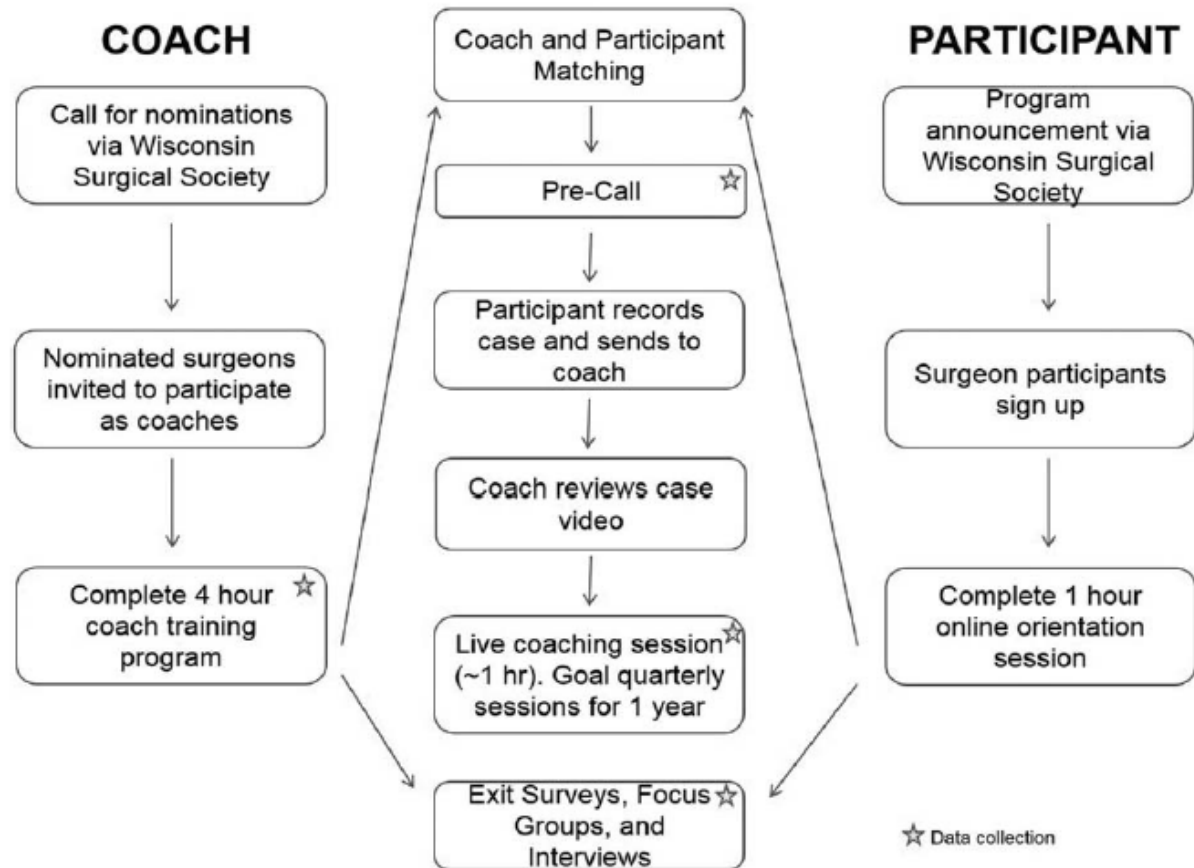 COACH
Call for nominations
via Wisconsin
Surgical Society
Nominated surgeons
invited to participate
as coaches
Complete 4 hour
coach training
program
Coach and Participant
Matching
Pre-Call
Participant records
case and sends to
coach
Coach reviews case
video
Live coaching session
(~1 hr). Goal quarterly
sessions for 1 year
Exit Surveys, Focus
Groups, and
Interviews
PARTICIPANT
Program
announcement via
Wisconsin Surgical
Society
Surgeon participants
sign up
Complete 1 hour
online orientation
session
Data collection